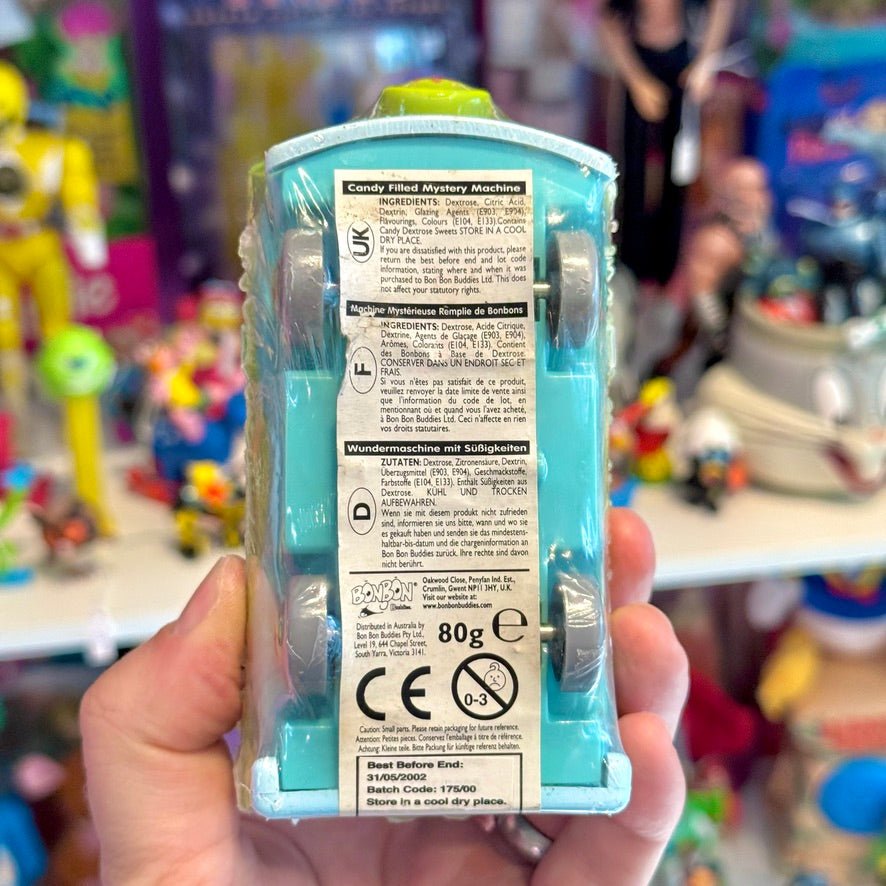 Candy Filled Mystery Machine
UK
INGREDIENTS: Dextrose, Citric Acid,
Dextrin, Glazing Agents (E903, E904),
Flavourings, Colours (E104, E133).Contains
Candy Dextrose Sweets STORE IN A COOL
DRY PLACE.
If you are dissatisfied with this product, please
return the best before end and lot code
information, stating where and when it was
purchased to Bon Bon Buddies Ltd. This does
not affect your statutory rights.
Machine Mystérieuse Remplie de Bonbons
F
INGREDIENTS: Dextrose, Acide Citrique,
Dextrine, Agents de Glaçage (E903, E904),
Arômes, Colorants (E104, E133). Contient
des Bonbons à Base de Dextrose.
CONSERVER DANS UN ENDROIT SEC ET
FRAIS.
Si vous n'êtes pas satisfait de ce produit,
veuillez renvoyer la date limite de vente ainsi
que l'information du code de lot, en
mentionnant où et quand vous l'avez acheté,
à Bon Bon Buddies Ltd. Ceci n'affecte en rien
vos droits statutaires.
Wundermaschine mit Süßigkeiten
D
ZUTATEN: Dextrose, Zitronensäure, Dextrin,
Uberzugsmittel (E903, E904), Geschmackstoffe,
Farbstoffe (E104, E133). Enthält Süßigkeiten aus
Dextrose. KÜHL UND TROCKEN
AUFBEWAHREN.
Wenn sie mit diesem produkt nicht zufrieden
sind, informieren sie uns bitte, wann und wo sie
es gekauft haben und senden sie das mindestens-
haltbar-bis-datum und die chargeninformation an
Bon Bon Buddies zurück. Ihre rechte sind davon
nicht berührt.
BONBON®
Buddies
Oakwood Close, Penyfan Ind. Est.,
Crumlin, Gwent NP11 3HY, U.K.
Visit our website at:
www.bonbonbuddies.com
Distributed in Australia by
Bon Bon Buddies Pty Ltd.,
Level 19, 644 Chapel Street,
South Yarra, Victoria 3141.
80g e
CE
0-3
Caution: Small parts. Please retain packaging for future reference.
Attention: Petites pièces. Conservez l'emballage à titre de référence.
Achtung: Kleine teile. Bitte Packung für künftige referenz behalten.
Best Before End:
31/05/2002
Batch Code: 175/00
Store in a cool dry place.